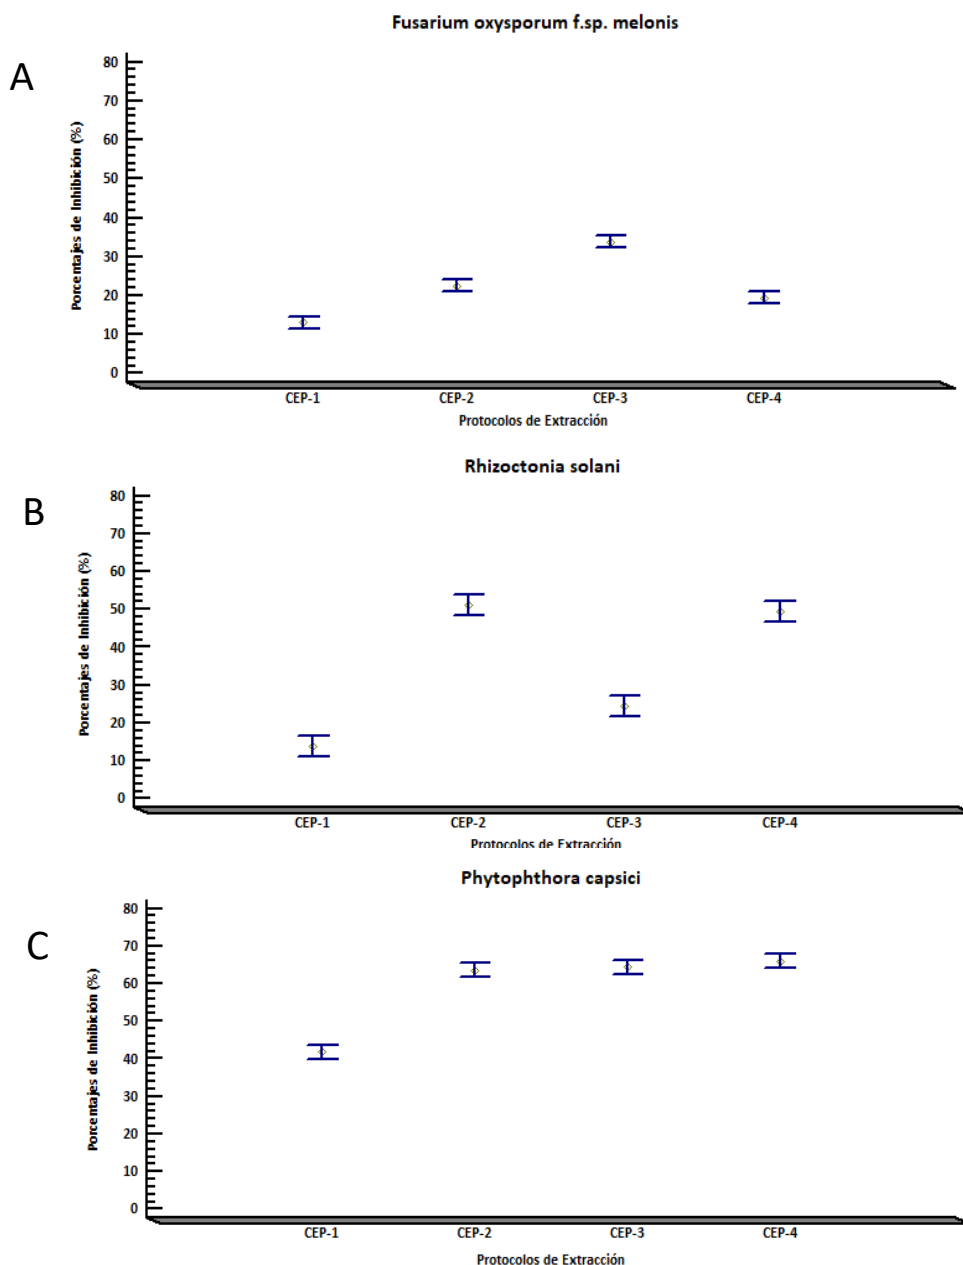 Fusarium oxysporum f.sp. melonis
A
Porcentajes de Inhibición (%)
80
70
60
50
40
30
20
10
0
CEP-1 CEP-2 CEP-3 CEP-4
Protocolos de Extracción
Rhizoctonia solani
B
Porcentajes de Inhibición (%)
80
70
60
50
40
30
20
10
0
CEP-1 CEP-2 CEP-3 CEP-4
Protocolos de Extracción
Phytophthora capsici
C
Porcentajes de Inhibición (%)
80
70
60
50
40
30
20
10
0
CEP-1 CEP-2 CEP-3 CEP-4
Protocolos de Extracción